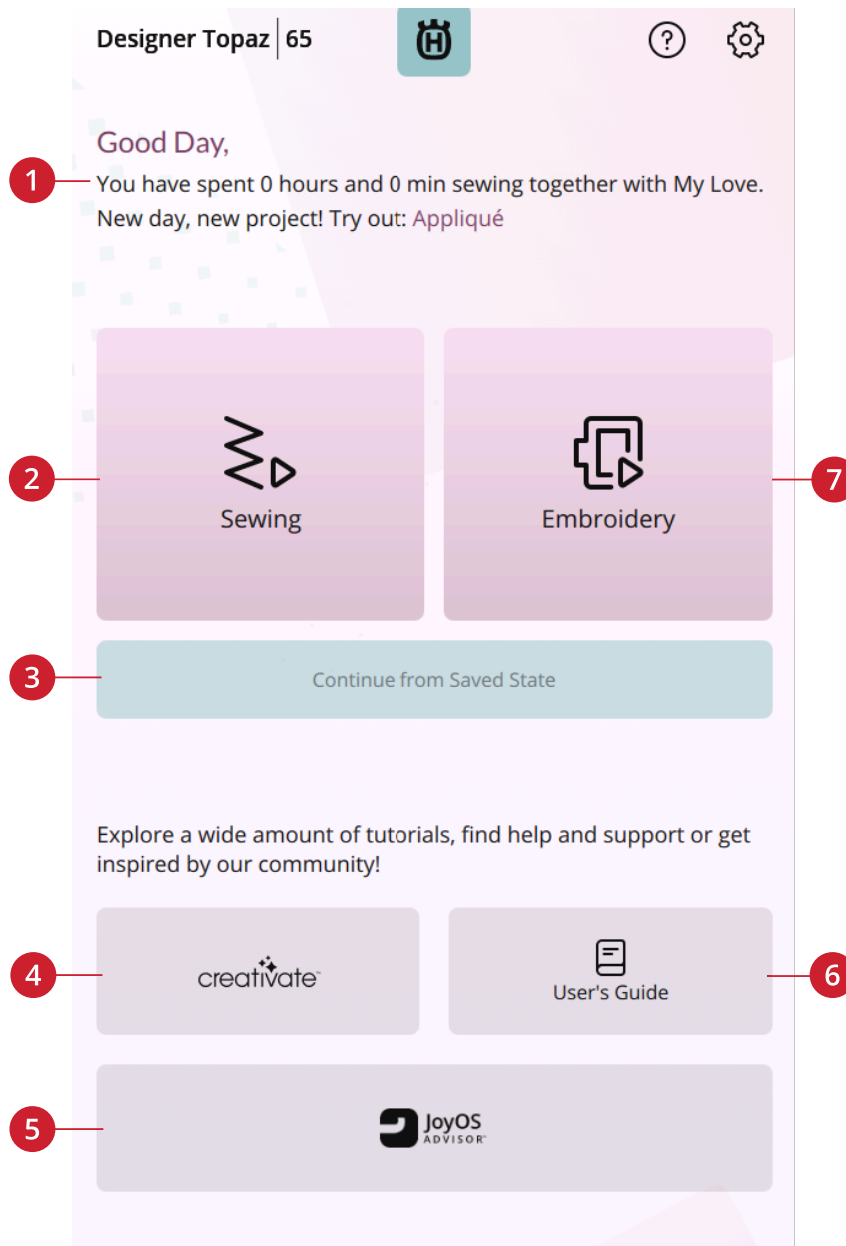 Designer Topaz 65
Good Day,
1
You have spent 0 hours and 0 min sewing together with My Love.
New day, new project! Try out: Appliqué
2
Sewing
Embroidery
7
3
Continue from Saved State
Explore a wide amount of tutorials, find help and support or get
inspired by our community!
4
creativate™
User's Guide
6
5
JoyOS
ADVISOR™